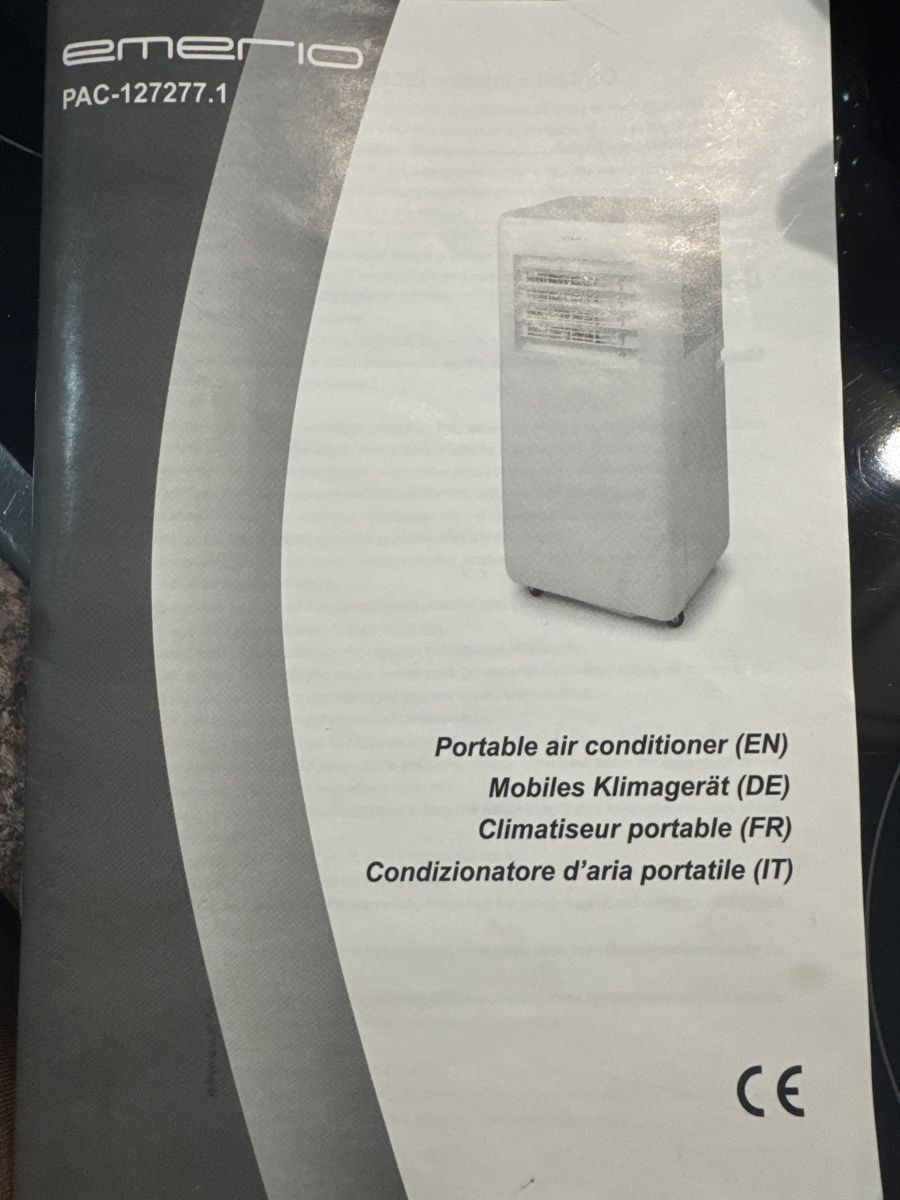 emerio®
PAC-127277.1
Portable air conditioner (EN)
Mobiles Klimagerät (DE)
Climatiseur portable (FR)
Condizionatore d'aria portatile (IT)
CE